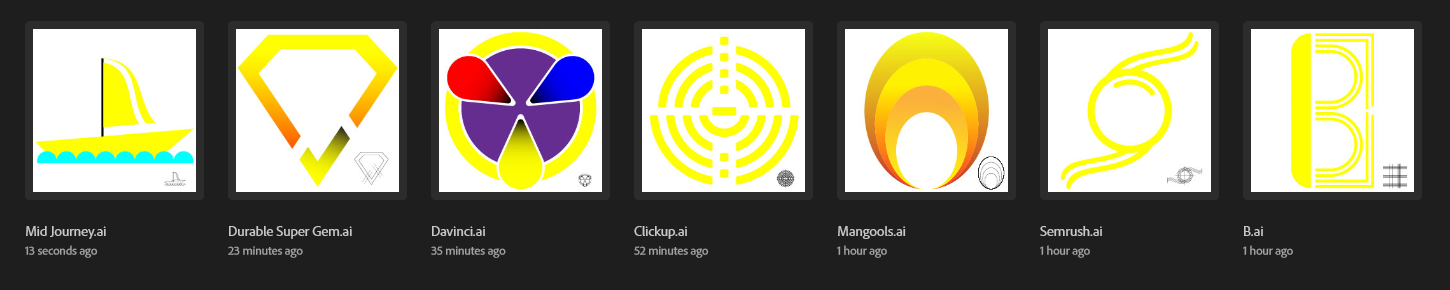 Mid Journey.ai
13 seconds ago
Durable Super Gem.ai
23 minutes ago
Davinci.ai
35 minutes ago
Clickup.ai
52 minutes ago
Mangools.ai
1 hour ago
Semrush.ai
1 hour ago
B.ai
1 hour ago